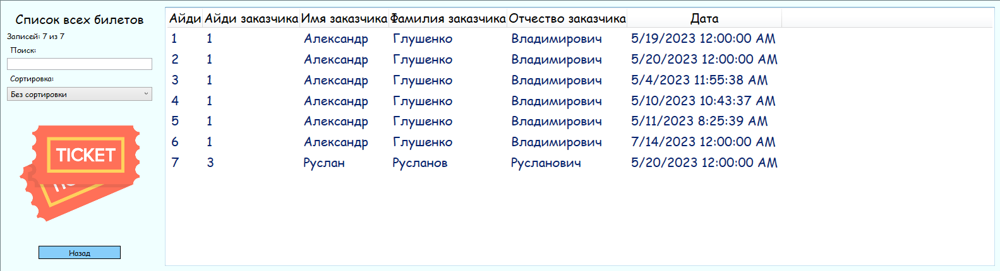 Список всех билетов
Записей: 7 из 7
Поиск:
Сортировка:
Без сортировки
TICKET
Назад
Айди Айди заказчика Имя заказчика Фамилия заказчика Отчество заказчика Дата
1 1 Александр Глушенко Владимирович 5/19/2023 12:00:00 AM
2 1 Александр Глушенко Владимирович 5/20/2023 12:00:00 AM
3 1 Александр Глушенко Владимирович 5/4/2023 11:55:38 AM
4 1 Александр Глушенко Владимирович 5/10/2023 10:43:37 AM
5 1 Александр Глушенко Владимирович 5/11/2023 8:25:39 AM
6 1 Александр Глушенко Владимирович 7/14/2023 12:00:00 AM
7 3 Руслан Русланов Русланович 5/20/2023 12:00:00 AM